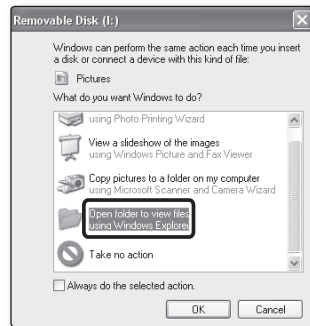 Removable Disk (I:)
Windows can perform the same action each time you insert
a disk or connect a device with this kind of file:
Pictures
What do you want Windows to do?
using Photo Printing Wizard
View a slideshow of the images
using Windows Picture and Fax Viewer
Copy pictures to a folder on my computer
using Microsoft Scanner and Camera Wizard
Open folder to view files
using Windows Explorer
Take no action
Always do the selected action.
OK Cancel